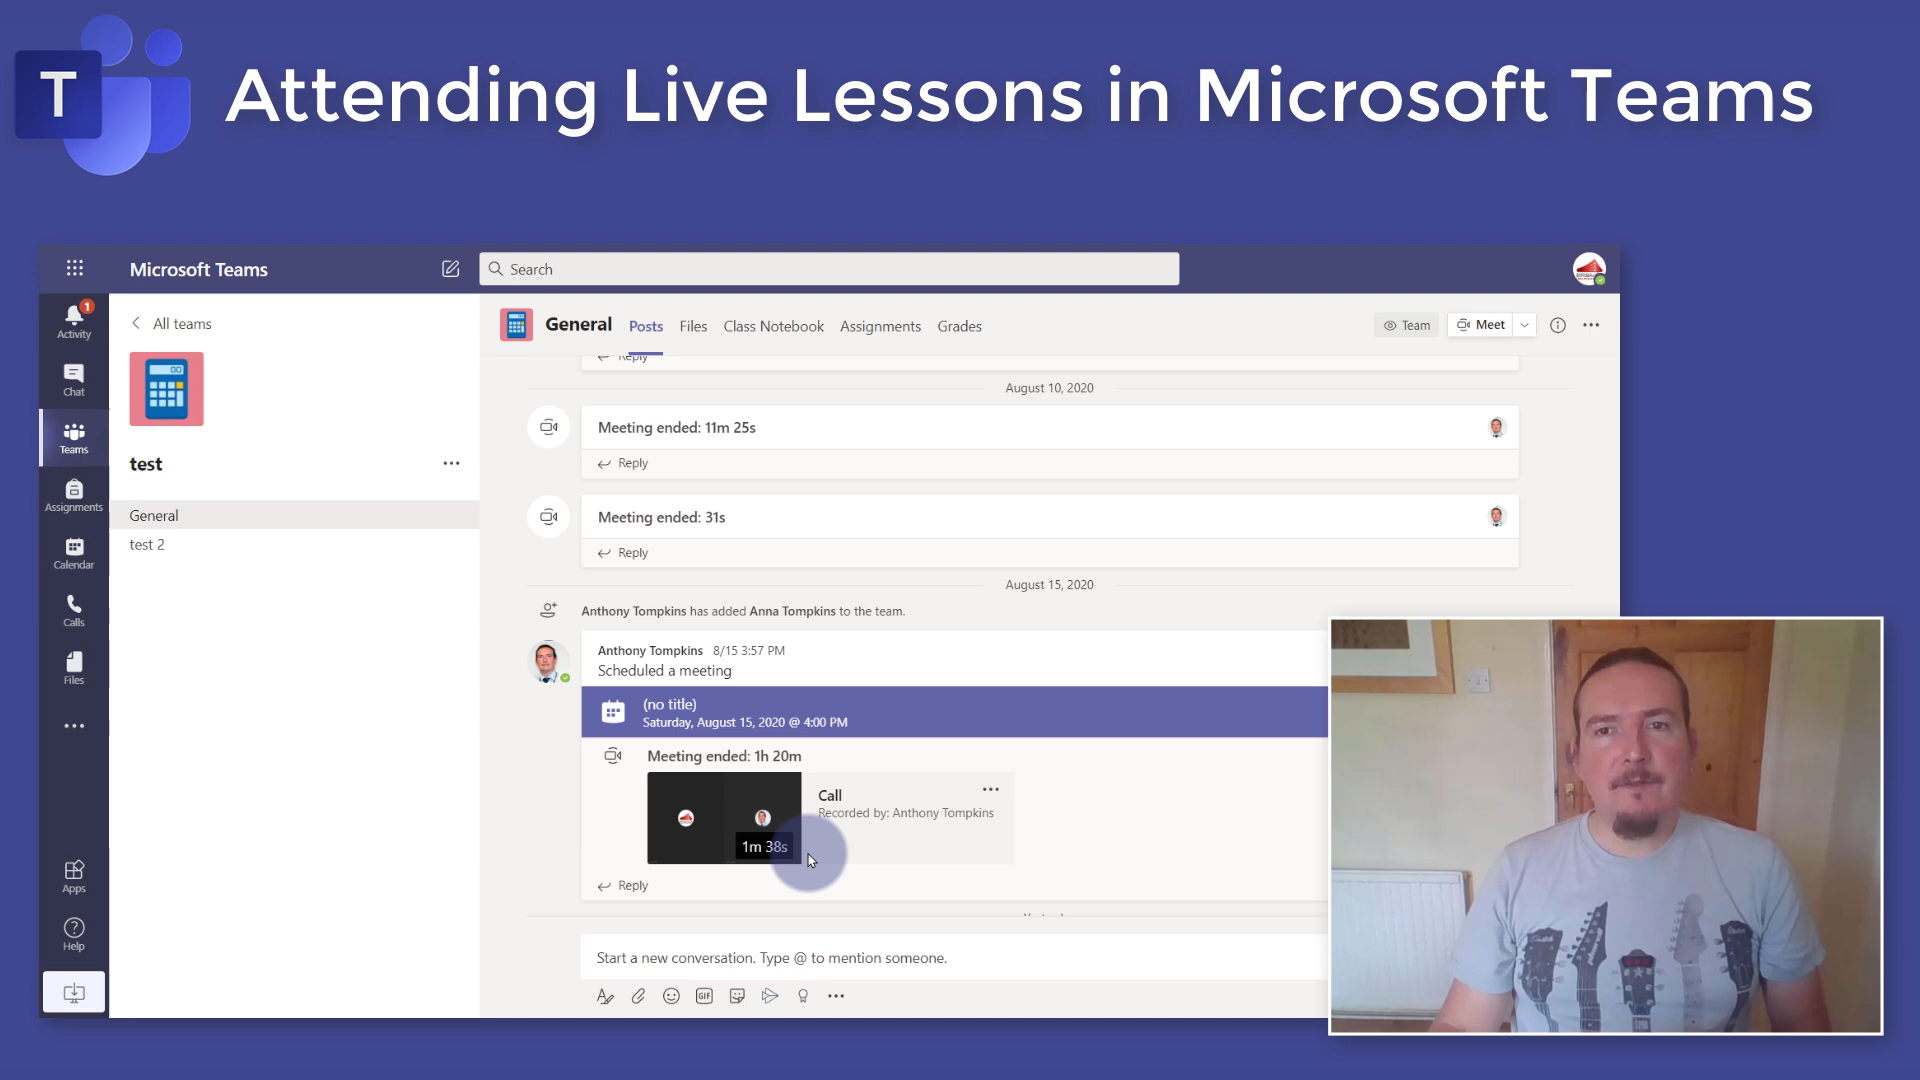 T
Attending Live Lessons in Microsoft Teams
Microsoft Teams
Search
1
Activity
Chat
Teams
Assignments
Calendar
Calls
Files
Apps
Help
All teams
test
General
test 2
General Posts Files Class Notebook Assignments Grades
Team
Meet
Reply
August 10, 2020
Meeting ended: 11m 25s
Reply
Meeting ended: 31s
Reply
August 15, 2020
Anthony Tompkins has added Anna Tompkins to the team.
Anthony Tompkins 8/15 3:57 PM
Scheduled a meeting
(no title)
Saturday, August 15, 2020 @ 4:00 PM
Meeting ended: 1h 20m
1m 38s
Call
Recorded by: Anthony Tompkins
Reply
Start a new conversation. Type @ to mention someone.
GIF